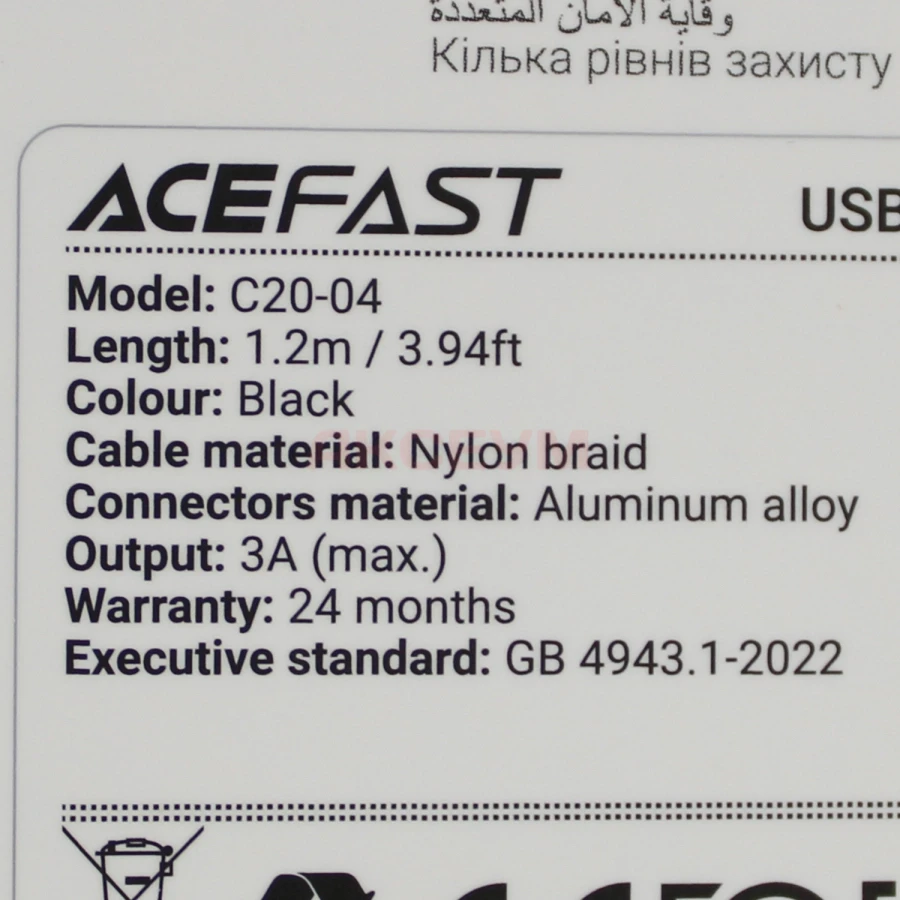 وقاية الأمان المتعددة
Кілька рівнів захисту
ACEFAST USB
Model: C20-04
Length: 1.2m / 3.94ft
Colour: Black
Cable material: Nylon braid
Connectors material: Aluminum alloy
Output: 3A (max.)
Warranty: 24 months
Executive standard: GB 4943.1-2022